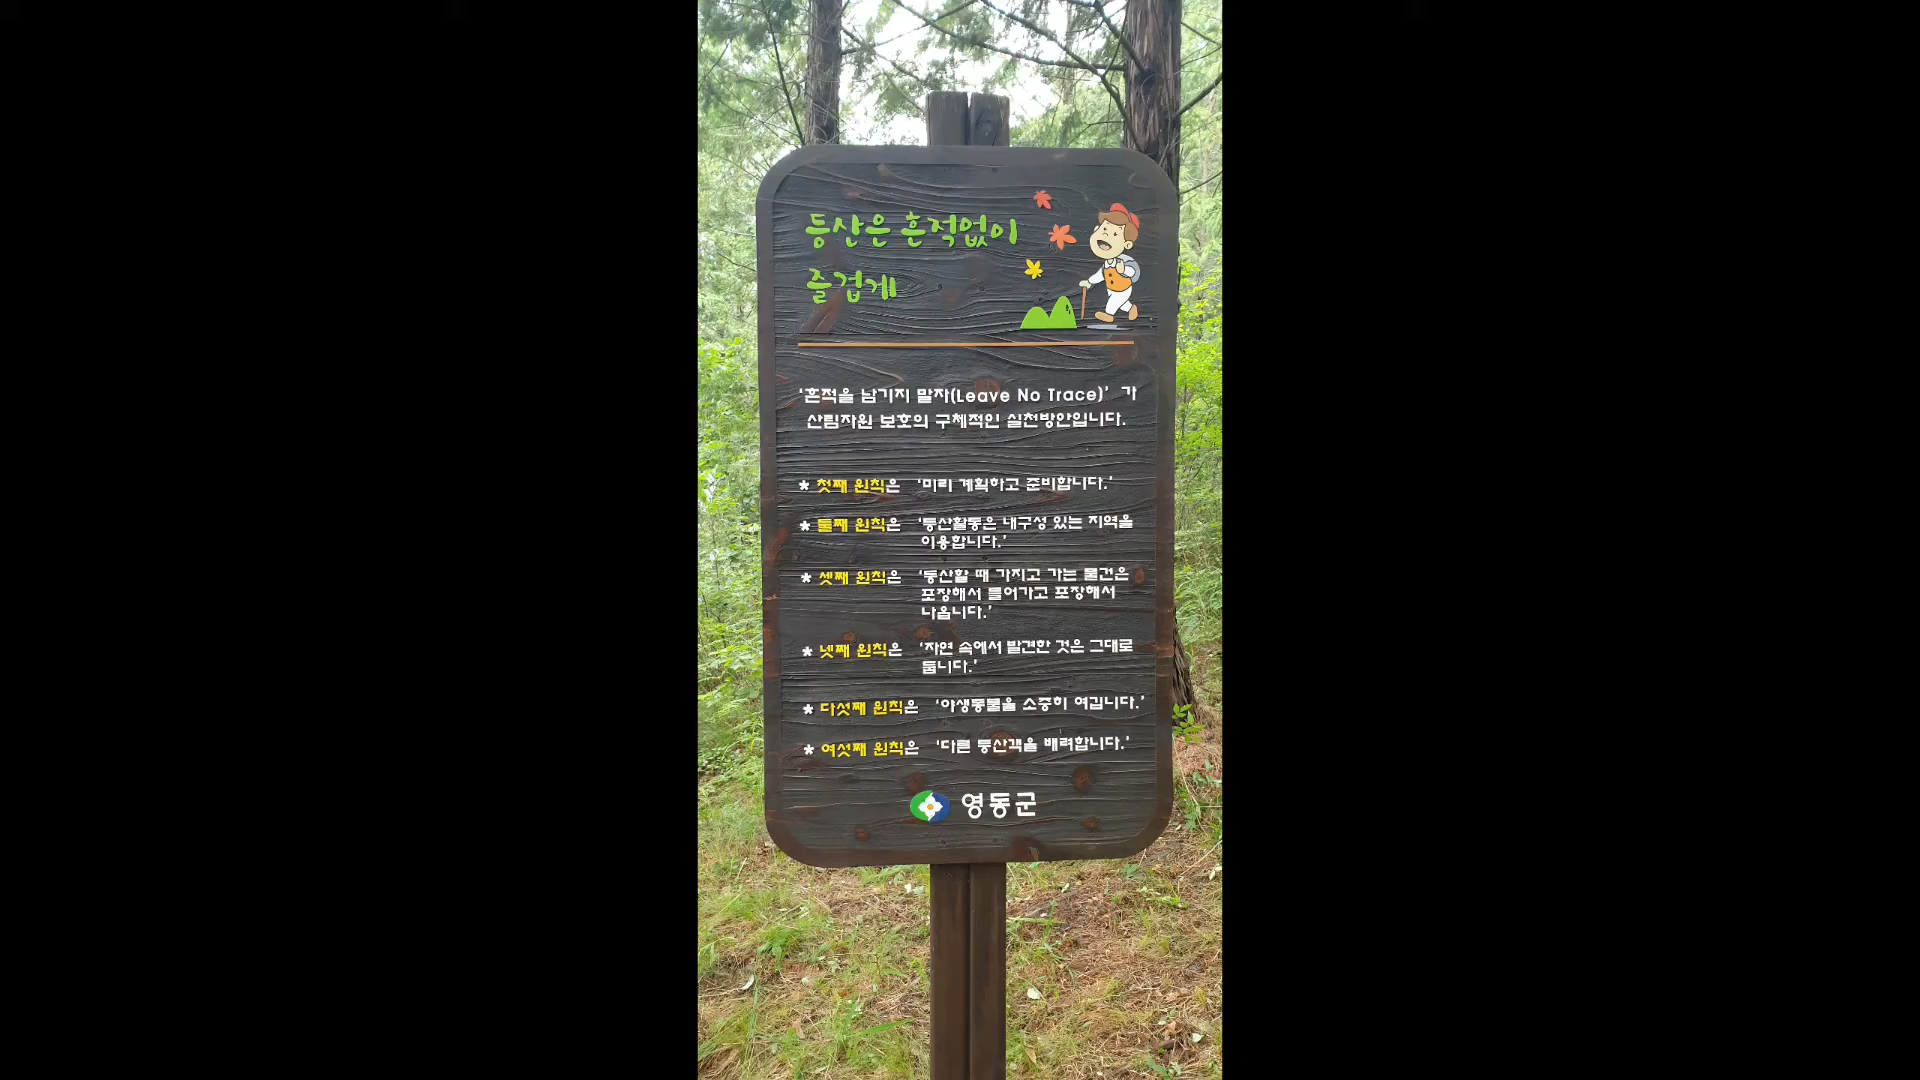 등산은 흔적없이
즐겁게
‘흔적을 남기지 말자(Leave No Trace)’ 가
산림자원 보호의 구체적인 실천방안입니다.
* 첫째 원칙은 ‘미리 계획하고 준비합니다.’
* 둘째 원칙은 ‘등산활동은 내구성 있는 지역을
이용합니다.’
* 셋째 원칙은 ‘등산할 때 가지고 가는 물건은
포장해서 들어가고 포장해서
나옵니다.’
* 넷째 원칙은 ‘자연 속에서 발견한 것은 그대로
둡니다.’
* 다섯째 원칙은 ‘야생동물을 소중히 여깁니다.’
* 여섯째 원칙은 ‘다른 등산객을 배려합니다.’
영동군